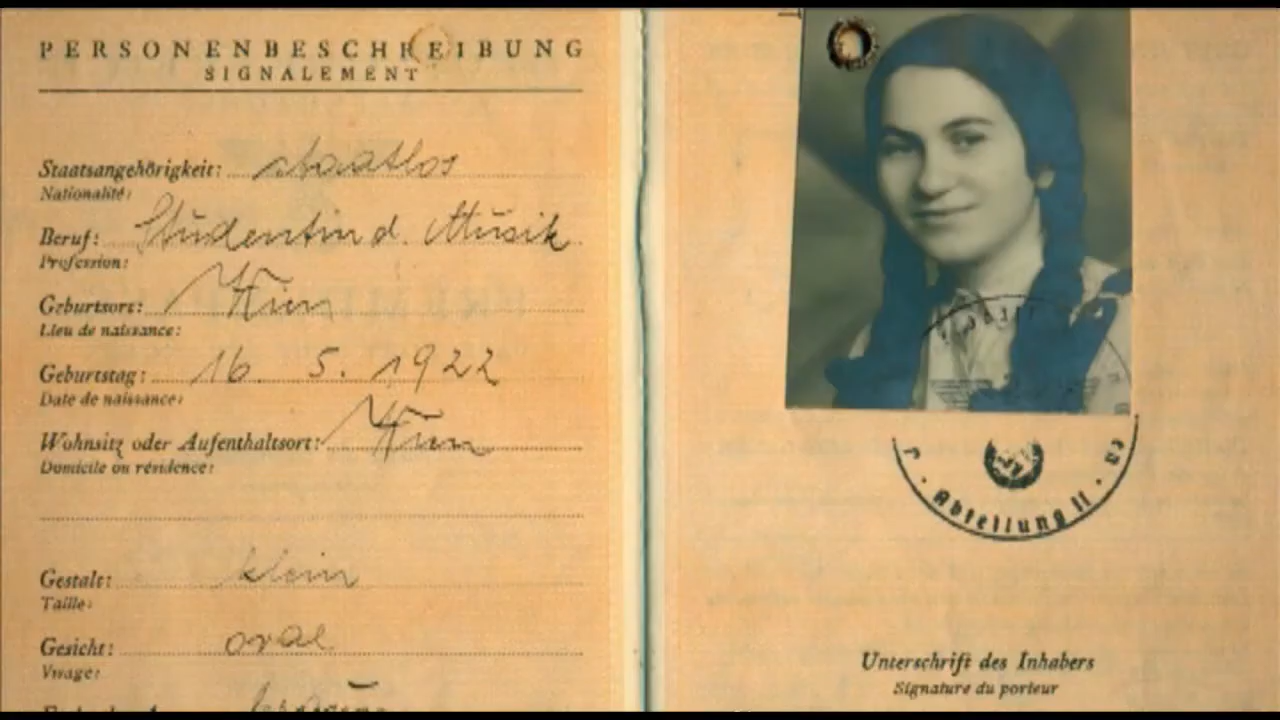 PERSONENBESCHREIBUNG
SIGNALEMENT
Staatsangehörigkeit: staatlos
Nationalité:
Beruf: Studentin d. Musik
Profession:
Geburtsort: Wien
Lieu de naissance:
Geburtstag: 16. 5. 1922
Date de naissance:
Wohnsitz oder Aufenthaltsort: Wien
Domicile ou résidence:
Gestalt: klein
Taille:
Gesicht: oval
Visage:
Abteilung II
Unterschrift des Inhabers
Signature du porteur